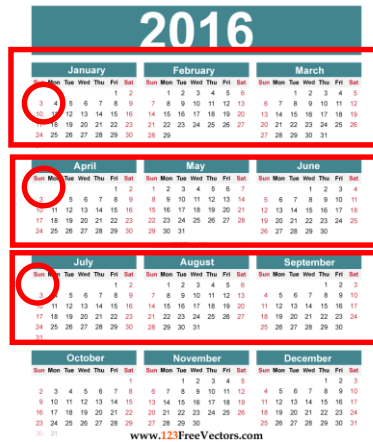 2016
January February March
Sun Mon Tue Wed Thu Fri Sat Sun Mon Tue Wed Thu Fri Sat Sun Mon Tue Wed Thu Fri Sat
1 2 1 2 3 4 5 6 1 2 3 4 5
3 4 5 6 7 8 9 7 8 9 10 11 12 13 6 7 8 9 10 11 12
10 12 13 14 15 16 14 15 16 17 18 19 20 13 14 15 16 17 18 19
17 18 19 20 21 22 23 21 22 23 24 25 26 27 20 21 22 23 24 25 26
24 25 26 27 28 29 30 28 29 27 28 29 30 31
April May June
Sun Mon Tue Wed Thu Fri Sat Sun Mon Tue Wed Thu Fri Sat Sun Mon Tue Wed Thu Fri Sat
1 2 1 2 3 4 5 6 7 1 2 3 4
3 5 6 7 8 9 8 9 10 11 12 13 14 5 6 7 8 9 10 11
10 11 12 13 14 15 16 15 16 17 18 19 20 21 12 13 14 15 16 17 18
17 18 19 20 21 22 23 22 23 24 25 26 27 28 19 20 21 22 23 24 25
24 25 26 27 28 29 30 29 30 31 26 27 28 29 30
July August September
Sun Mon Tue Wed Thu Fri Sat Sun Mon Tue Wed Thu Fri Sat Sun Mon Tue Wed Thu Fri Sat
1 2 1 2 3 4 5 6 1 2 3
3 5 6 7 8 9 7 8 9 10 11 12 13 4 5 6 7 8 9 10
10 11 12 13 14 15 16 14 15 16 17 18 19 20 11 12 13 14 15 16 17
17 18 19 20 21 22 23 21 22 23 24 25 26 27 18 19 20 21 22 23 24
24 25 26 27 28 29 30 28 29 30 31 25 26 27 28 29 30
31
October November December
Sun Mon Tue Wed Thu Fri Sat Sun Mon Tue Wed Thu Fri Sat Sun Mon Tue Wed Thu Fri Sat
1 1 2 3 4 5 1 2 3
2 3 4 5 6 7 8 6 7 8 9 10 11 12 4 5 6 7 8 9 10
9 10 11 12 13 14 15 13 14 15 16 17 18 19 11 12 13 14 15 16 17
16 17 18 19 20 21 22 20 21 22 23 24 25 26 18 19 20 21 22 23 24
23 24 25 26 27 28 29 27 28 29 30 25 26 27 28 29 30 31
30 31
www.123FreeVectors.com